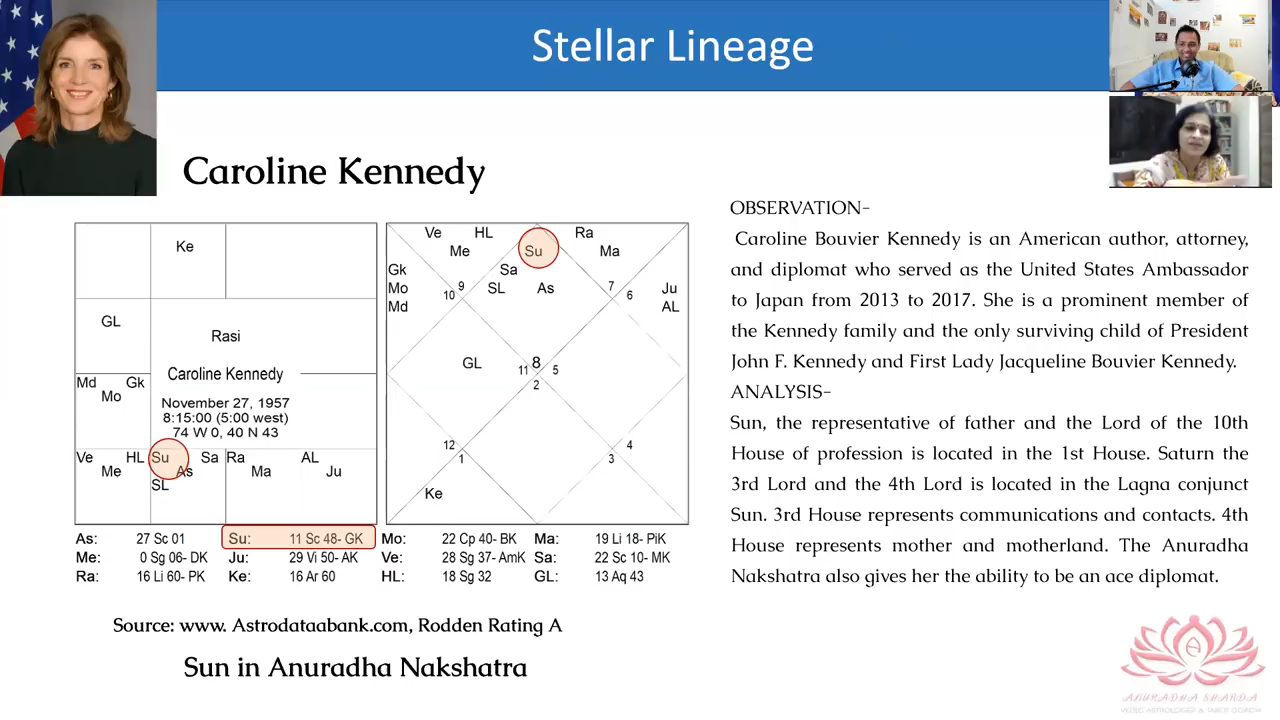 Stellar Lineage
Caroline Kennedy
Ke
GL
Rasi
Caroline Kennedy
November 27, 1957
8:15:00 (5:00 west)
74 W 0, 40 N 43
Md Gk
Mo
Ve HL Su Sa Ra AL
Me As Ma Ju
SL
Ve HL Su Ra
Me Ma
Gk Sa
Mo 9 SL As 7 Ju
10 6
Md AL
GL 8
11 5
2
12 4
1 3
Ke
As: 27 Sc 01 Su: 11 Sc 48- GK Mo: 22 Cp 40- BK Ma: 19 Li 18- PiK
Me: 0 Sg 06- DK Ju: 29 Vi 50- AK Ve: 28 Sg 37- AmK Sa: 22 Sc 10- MK
Ra: 16 Li 60- PK Ke: 16 Ar 60 HL: 18 Sg 32 GL: 13 Aq 43
Source: www. Astrodataabank.com, Rodden Rating A
Sun in Anuradha Nakshatra
OBSERVATION-
Caroline Bouvier Kennedy is an American author, attorney,
and diplomat who served as the United States Ambassador
to Japan from 2013 to 2017. She is a prominent member of
the Kennedy family and the only surviving child of President
John F. Kennedy and First Lady Jacqueline Bouvier Kennedy.
ANALYSIS-
Sun, the representative of father and the Lord of the 10th
House of profession is located in the 1st House. Saturn the
3rd Lord and the 4th Lord is located in the Lagna conjunct
Sun. 3rd House represents communications and contacts. 4th
House represents mother and motherland. The Anuradha
Nakshatra also gives her the ability to be an ace diplomat.
ANURADHA SHARDA